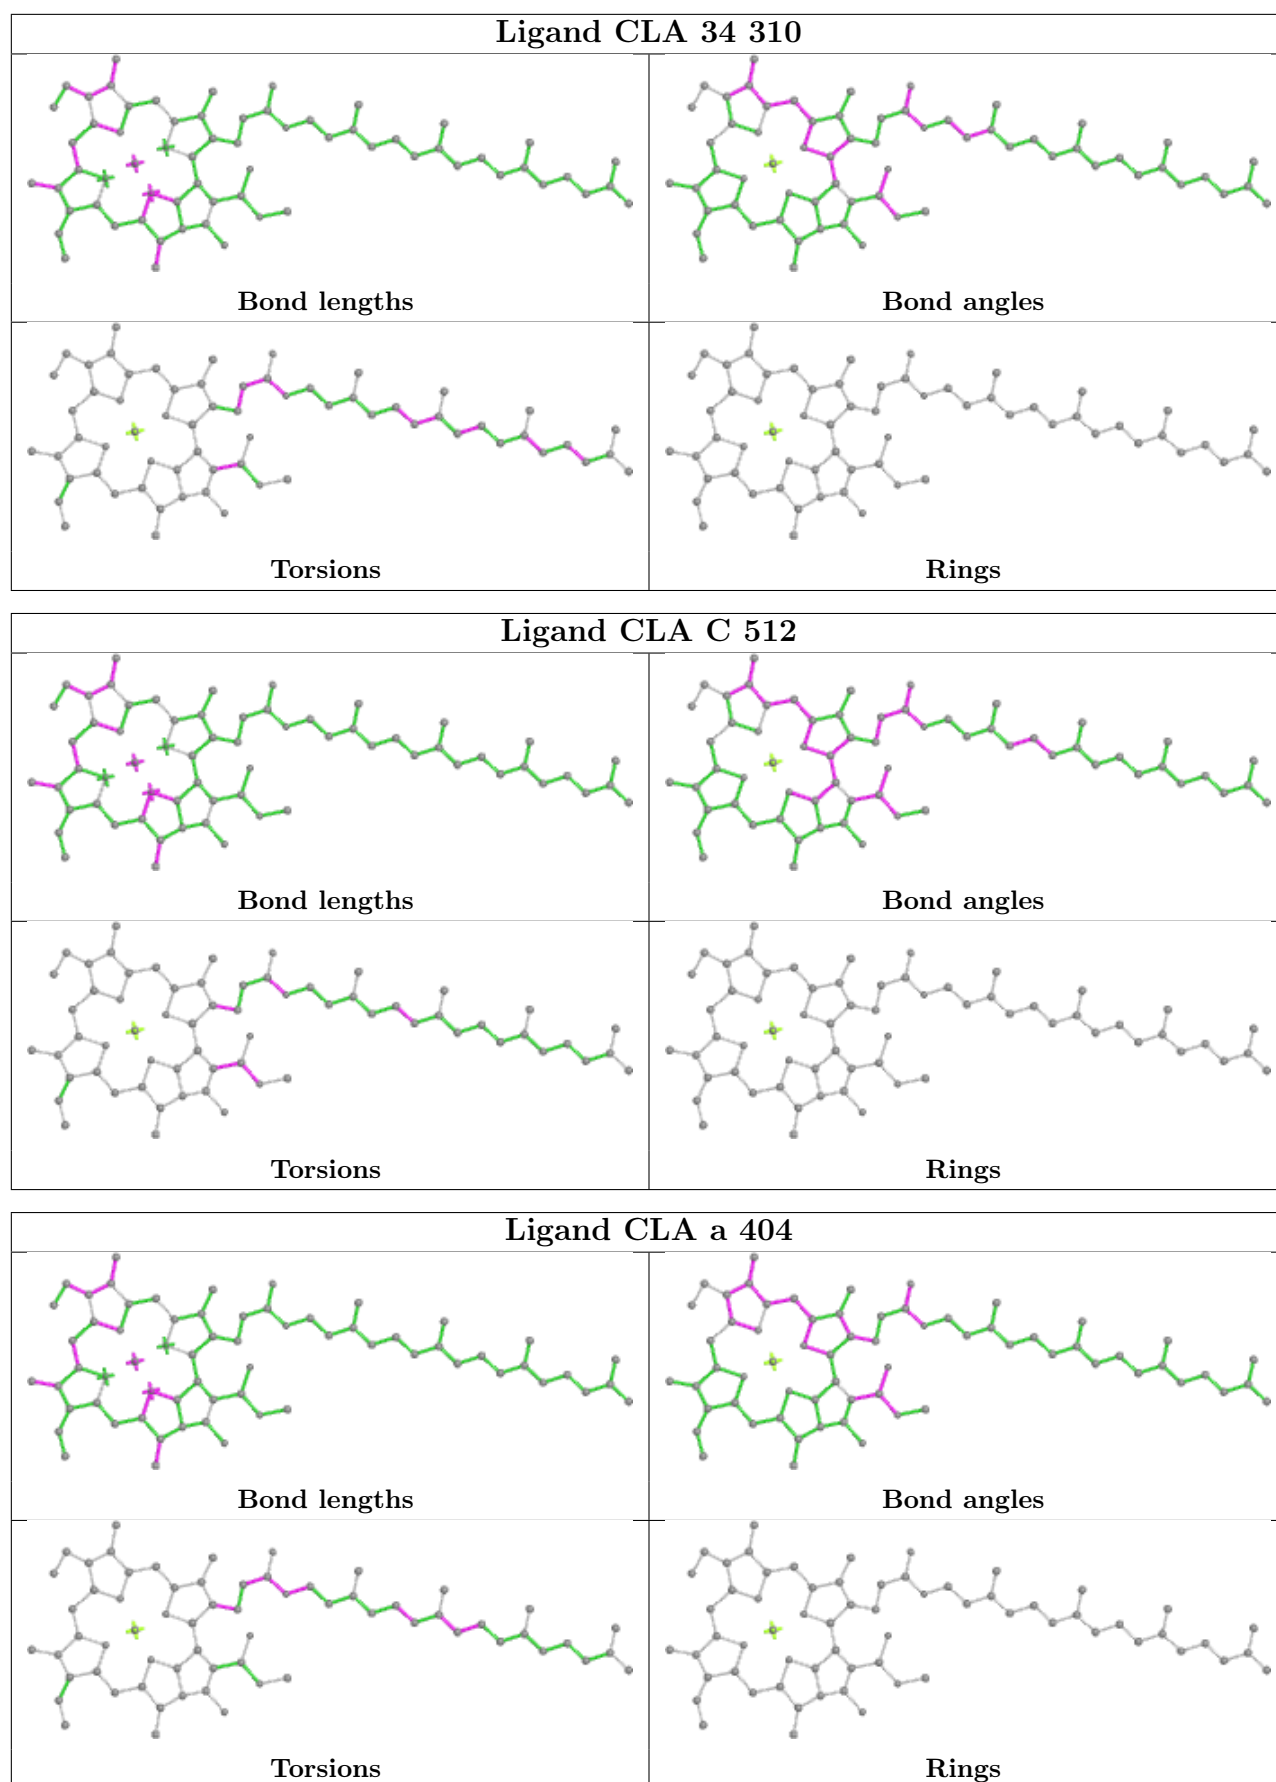 Ligand CLA 34 310
Bond lengths
Bond angles
Torsions
Rings
Ligand CLA C 512
Bond lengths
Bond angles
Torsions
Rings
Ligand CLA a 404
Bond lengths
Bond angles
Torsions
Rings